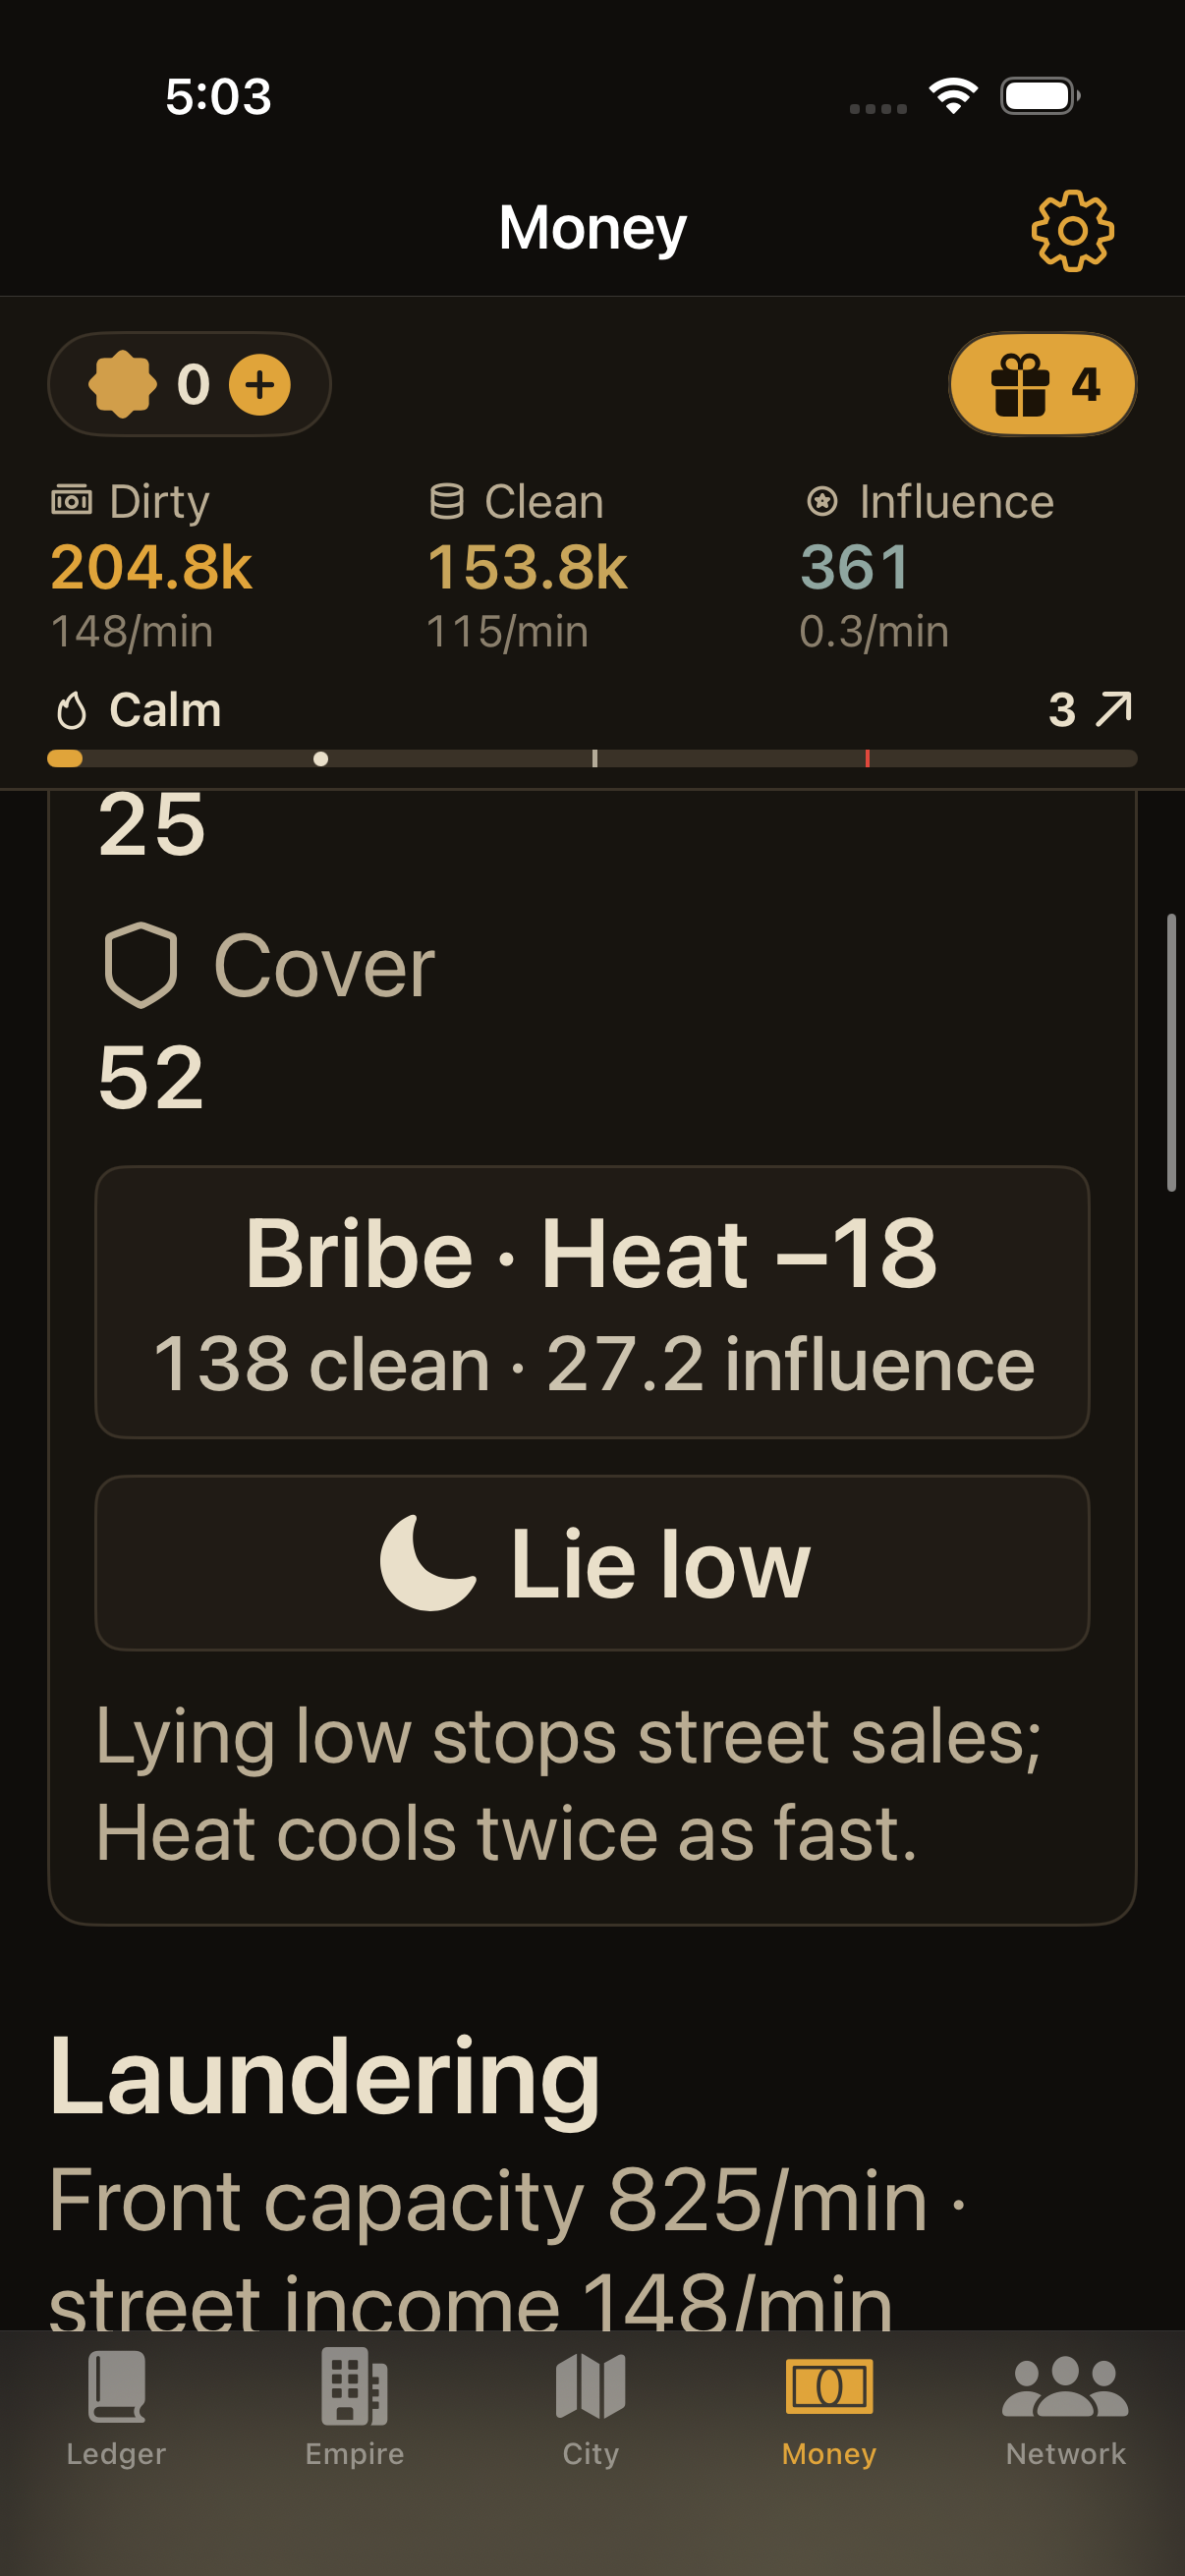 5:03
Money
0
4
Dirty
Clean
Influence
204.8k
153.8k
361
148/min
115/min
0.3/min
Calm
3
25
Cover
52
Bribe · Heat −18
138 clean · 27.2 influence
Lie low
Lying low stops street sales;
Heat cools twice as fast.
Laundering
Front capacity 825/min ·
street income 148/min
Ledger
Empire
City
Money
Network